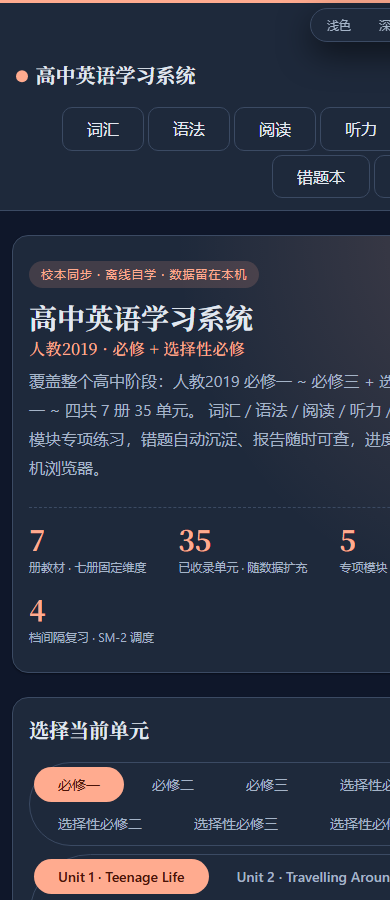 浅色
高中英语学习系统
词汇 语法 阅读 听力
错题本
校本同步 · 离线自学 · 数据留在本机
高中英语学习系统
人教2019 · 必修 + 选择性必修
覆盖整个高中阶段：人教2019 必修一 ~ 必修三 + 选
一 ~ 四共 7 册 35 单元。 词汇 / 语法 / 阅读 / 听力 /
模块专项练习，错题自动沉淀、报告随时可查，进度
机浏览器。
7 35 5
册教材 · 七册固定维度 已收录单元 · 随数据扩充 专项模块
4
档间隔复习 · SM-2 调度
选择当前单元
必修一 必修二 必修三 选择性必
选择性必修二 选择性必修三 选择性必
Unit 1 · Teenage Life Unit 2 · Travelling Aroun